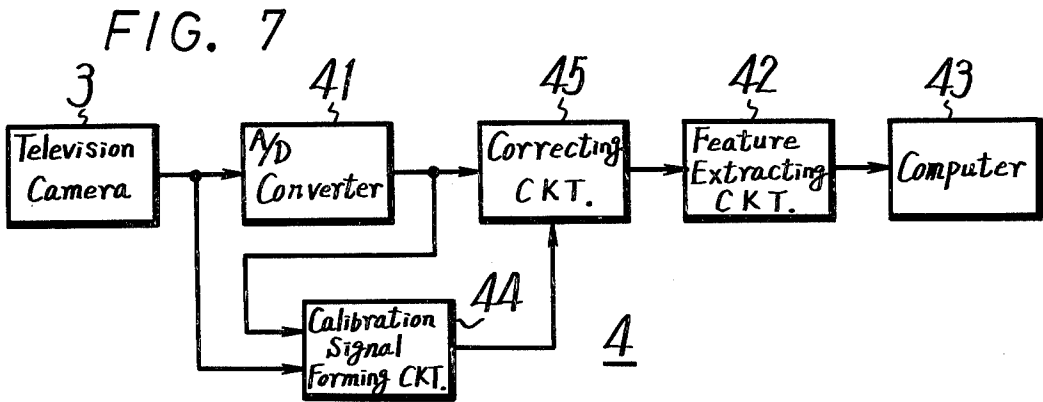 FIG. 7
3
Television
Camera
41
A/D
Converter
45
Correcting
CKT.
42
Feature
Extracting
CKT.
43
Computer
44
Calibration
Signal
Forming CKT.
4